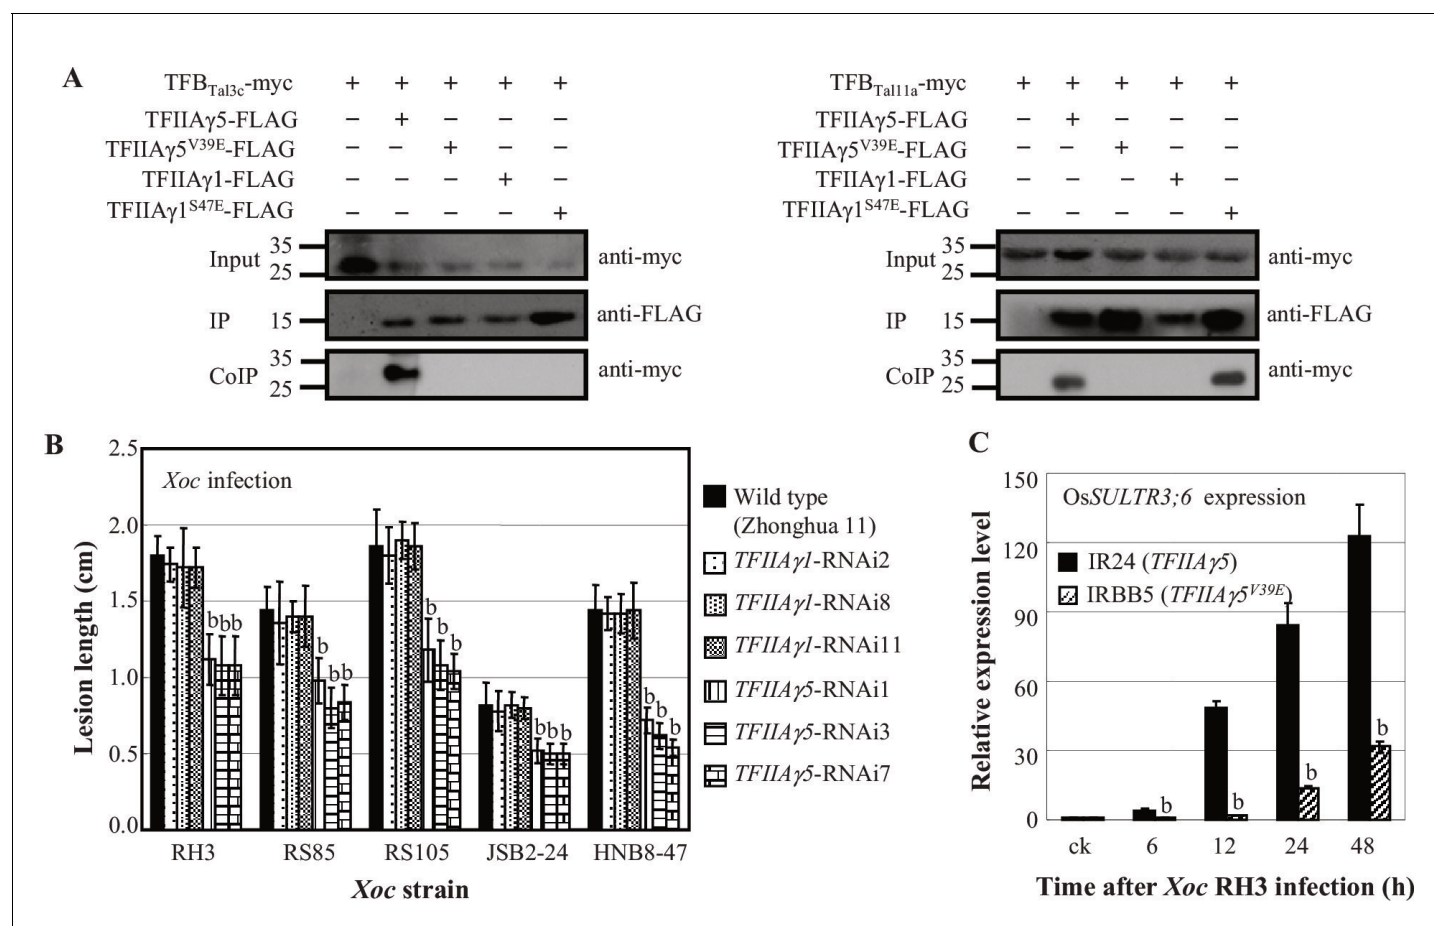 A
TFBTal3c-myc + + + + +
TFIIAγ5-FLAG − + − − −
TFIIAγ5V39E-FLAG − − + − −
TFIIAγ1-FLAG − − − + −
TFIIAγ1S47E-FLAG − − − − +
Input 35 25 anti-myc
IP 15 anti-FLAG
CoIP 35 25 anti-myc
TFBTal11a-myc + + + + +
TFIIAγ5-FLAG − + − − −
TFIIAγ5V39E-FLAG − − + − −
TFIIAγ1-FLAG − − − + −
TFIIAγ1S47E-FLAG − − − − +
Input 35 25 anti-myc
IP 15 anti-FLAG
CoIP 35 25 anti-myc
B
Xoc infection
Lesion length (cm)
2.5
2.0
1.5
1.0
0.5
0.0
b b b
b b b
b b b
b b b
b b b
RH3 RS85 RS105 JSB2-24 HNB8-47
Xoc strain
Wild type
(Zhonghua 11)
TFIIAγ1-RNAi2
TFIIAγ1-RNAi8
TFIIAγ1-RNAi11
TFIIAγ5-RNAi1
TFIIAγ5-RNAi3
TFIIAγ5-RNAi7
C
OsSULTR3;6 expression
IR24 (TFIIAγ5)
IRBB5 (TFIIAγ5V39E)
Relative expression level
150
120
90
60
30
0
b b b b
ck 6 12 24 48
Time after Xoc RH3 infection (h)